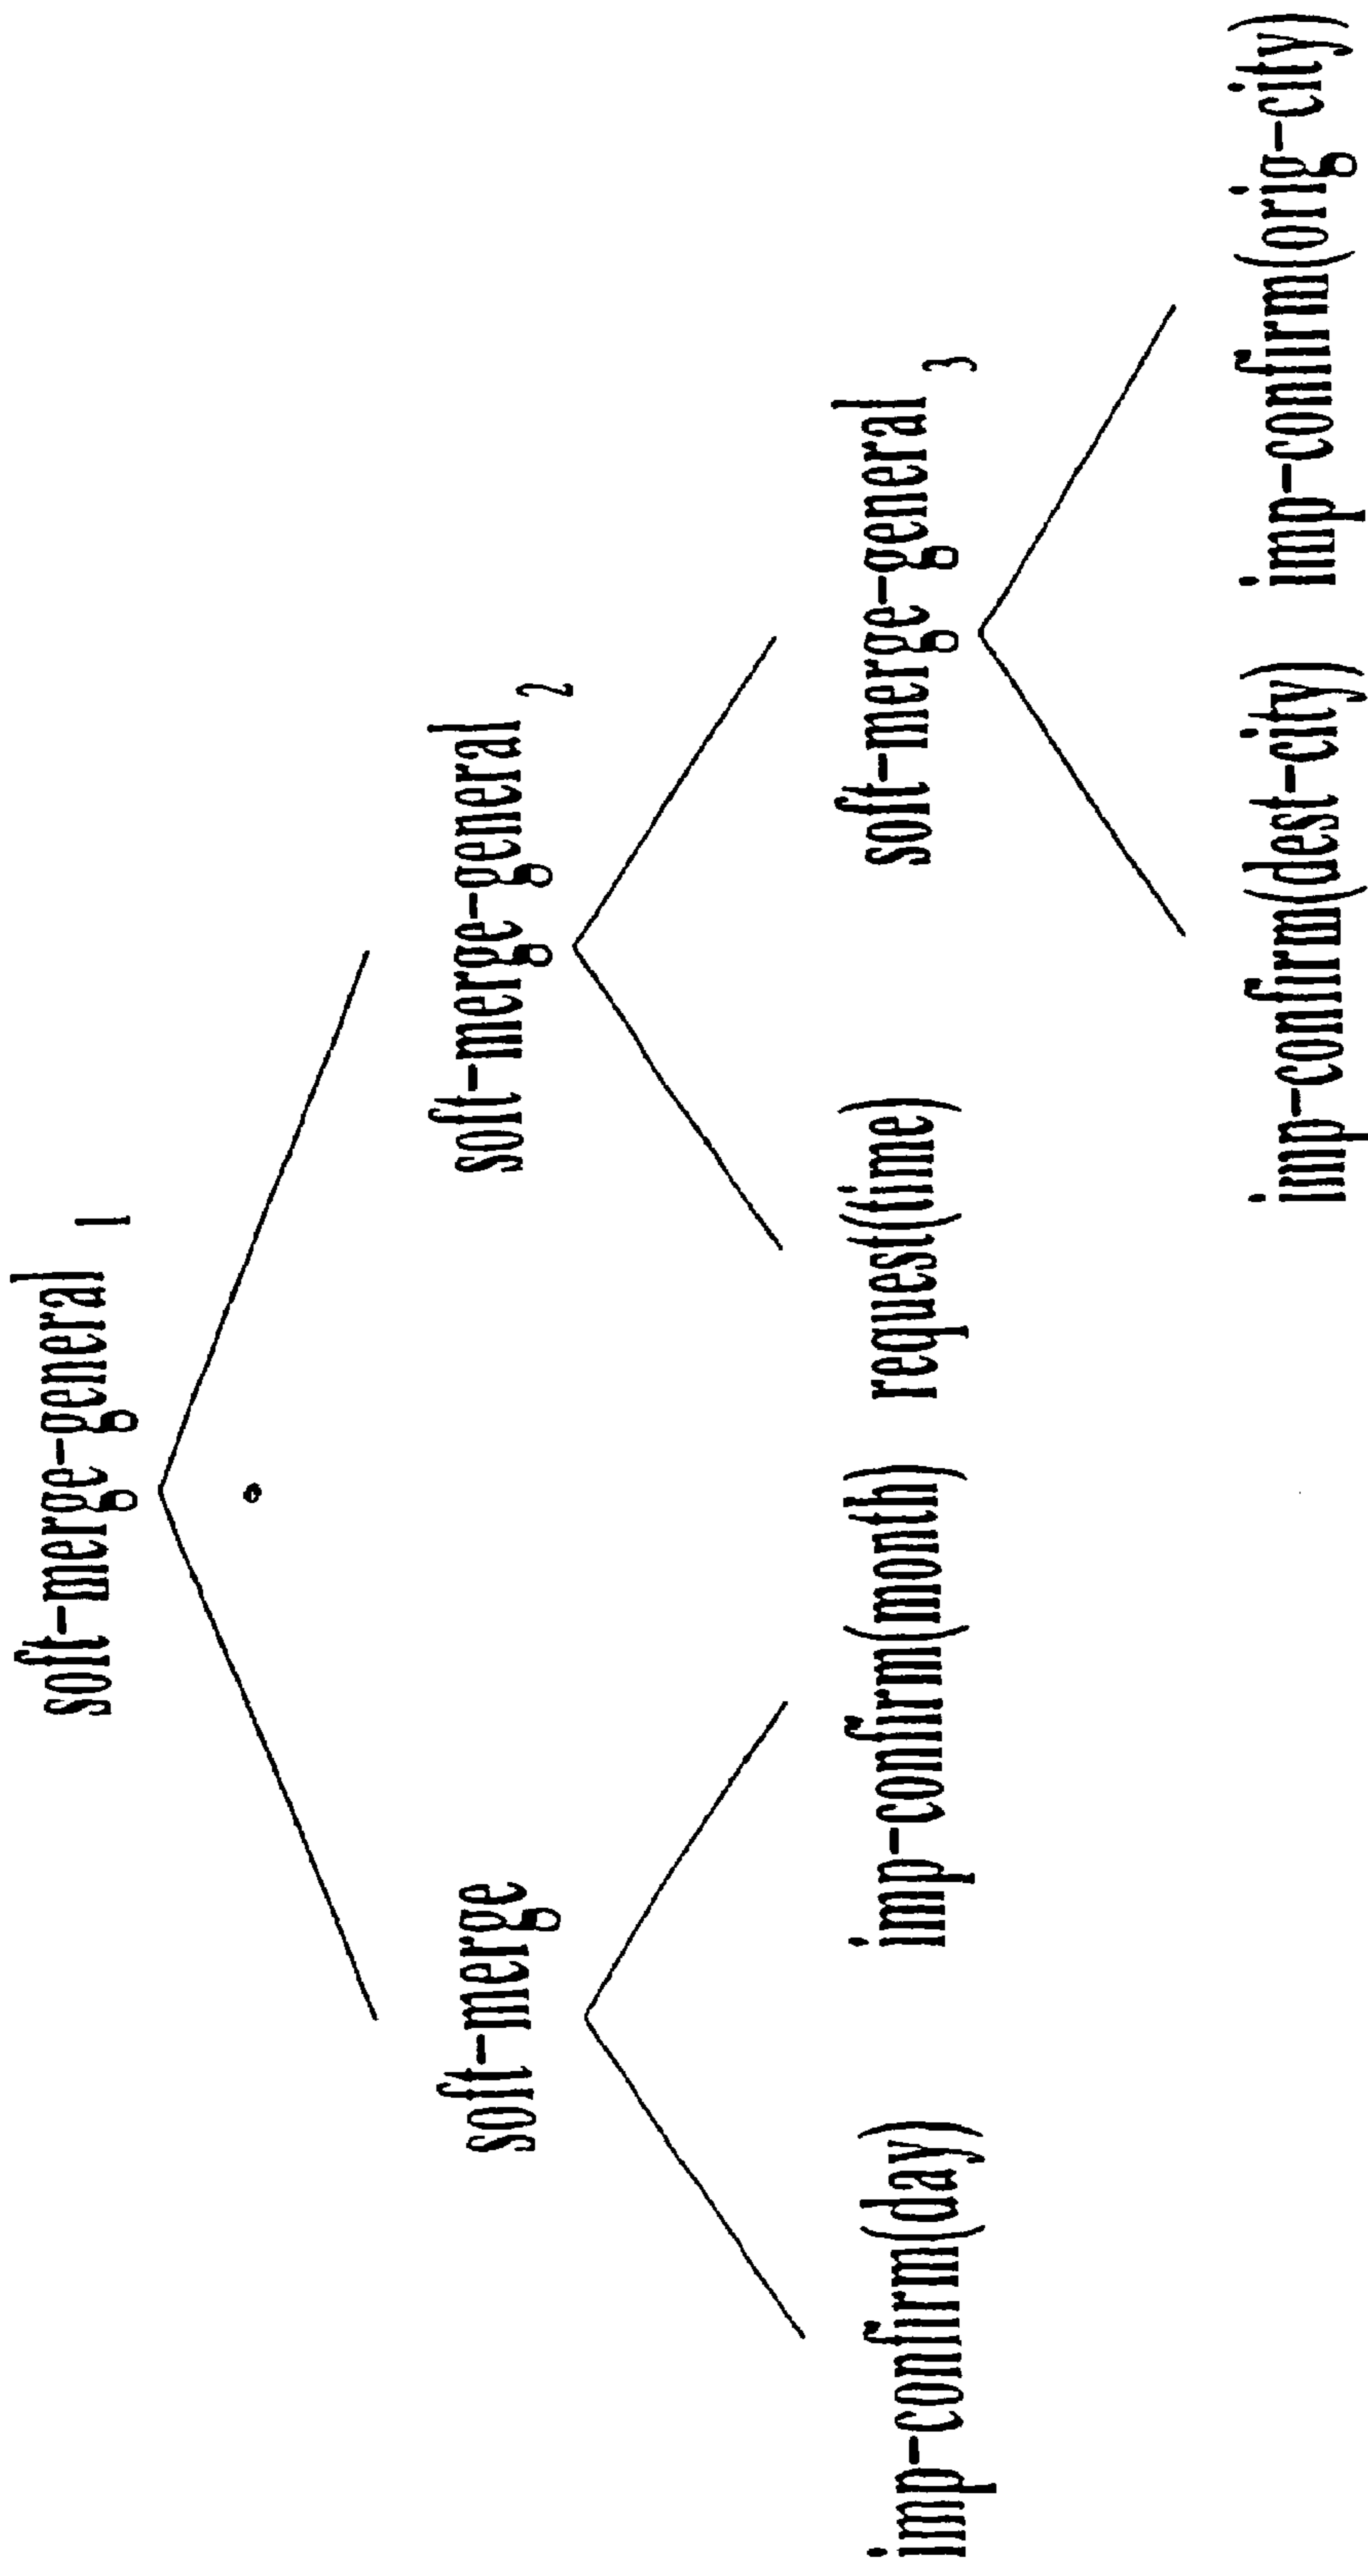 soft-merge-general 1
soft-merge
soft-merge-general 2
imp-confirm(day)
imp-confirm(month)
request(time)
soft-merge-general 3
imp-confirm(dest-city)
imp-confirm(orig-city)